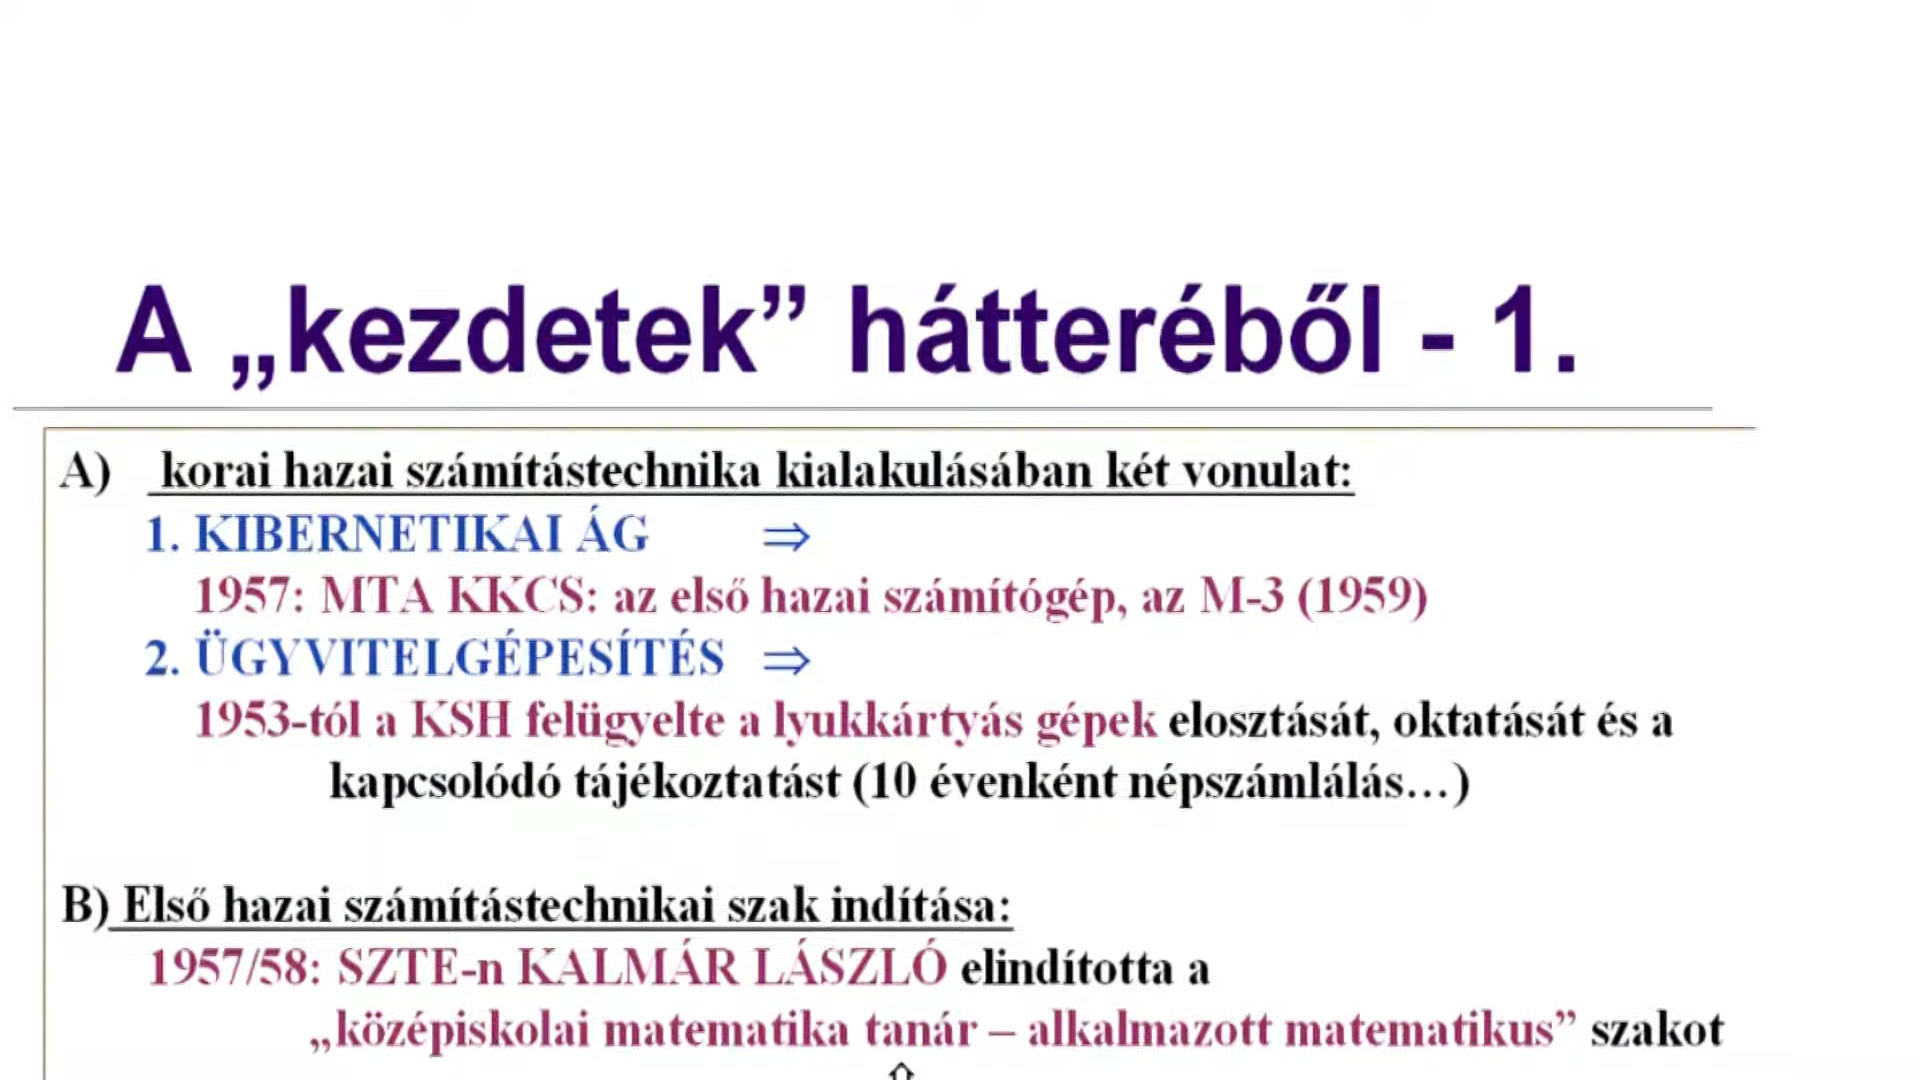 A „kezdetek” hátteréből - 1.
A) korai hazai számítástechnika kialakulásában két vonulat:
1. KIBERNETIKAI ÁG ⇒
1957: MTA KKCS: az első hazai számítógép, az M-3 (1959)
2. ÜGYVITELGÉPESÍTÉS ⇒
1953-tól a KSH felügyelte a lyukkártyás gépek elosztását, oktatását és a
kapcsolódó tájékoztatást (10 évenként népszámlálás…)
B) Első hazai számítástechnikai szak indítása:
1957/58: SZTE-n KALMÁR LÁSZLÓ elindította a
„középiskolai matematika tanár – alkalmazott matematikus” szakot